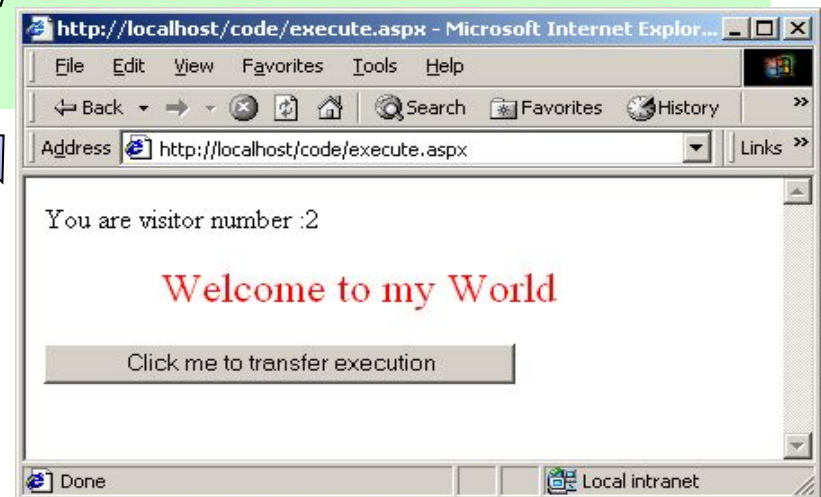 http://localhost/code/execute.aspx - Microsoft Internet Explor...
File Edit View Favorites Tools Help
Back Search Favorites History »
Address http://localhost/code/execute.aspx Links »
You are visitor number :2
Welcome to my World
Click me to transfer execution
Done Local intranet